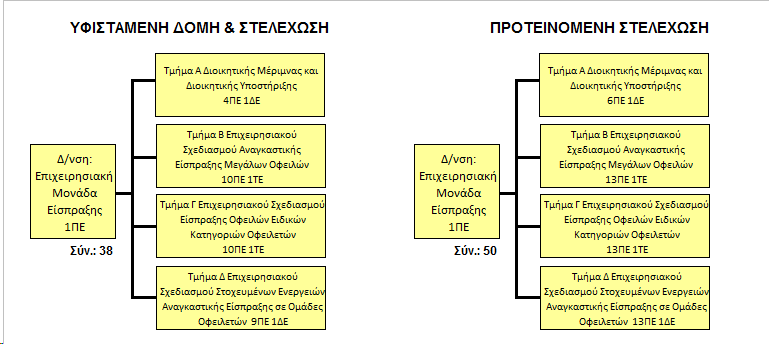 ΥΦΙΣΤΑΜΕΝΗ ΔΟΜΗ & ΣΤΕΛΕΧΩΣΗ
Τμήμα Α Διοικητικής Μέριμνας και
Διοικητικής Υποστήριξης
4ΠΕ 1ΔΕ
Τμήμα Β Επιχειρησιακού
Σχεδιασμού Αναγκαστικής
Είσπραξης Μεγάλων Οφειλών
10ΠΕ 1ΤΕ
Δ/νση:
Επιχειρησιακή
Μονάδα
Είσπραξης
1ΠΕ
Σύν.: 38
Τμήμα Γ Επιχειρησιακού Σχεδιασμού
Είσπραξης Οφειλών Ειδικών
Κατηγοριών Οφειλετών
10ΠΕ 1ΤΕ
Τμήμα Δ Επιχειρησιακού
Σχεδιασμού Στοχευμένων Ενεργειών
Αναγκαστικής Είσπραξης σε Ομάδες
Οφειλετών 9ΠΕ 1ΔΕ
ΠΡΟΤΕΙΝΟΜΕΝΗ ΣΤΕΛΕΧΩΣΗ
Τμήμα Α Διοικητικής Μέριμνας και
Διοικητικής Υποστήριξης
6ΠΕ 1ΔΕ
Τμήμα Β Επιχειρησιακού
Σχεδιασμού Αναγκαστικής
Είσπραξης Μεγάλων Οφειλών
13ΠΕ 1ΤΕ
Δ/νση:
Επιχειρησιακή
Μονάδα
Είσπραξης
1ΠΕ
Σύν.: 50
Τμήμα Γ Επιχειρησιακού Σχεδιασμού
Είσπραξης Οφειλών Ειδικών
Κατηγοριών Οφειλετών
13ΠΕ 1ΤΕ
Τμήμα Δ Επιχειρησιακού
Σχεδιασμού Στοχευμένων Ενεργειών
Αναγκαστικής Είσπραξης σε Ομάδες
Οφειλετών 13ΠΕ 1ΔΕ